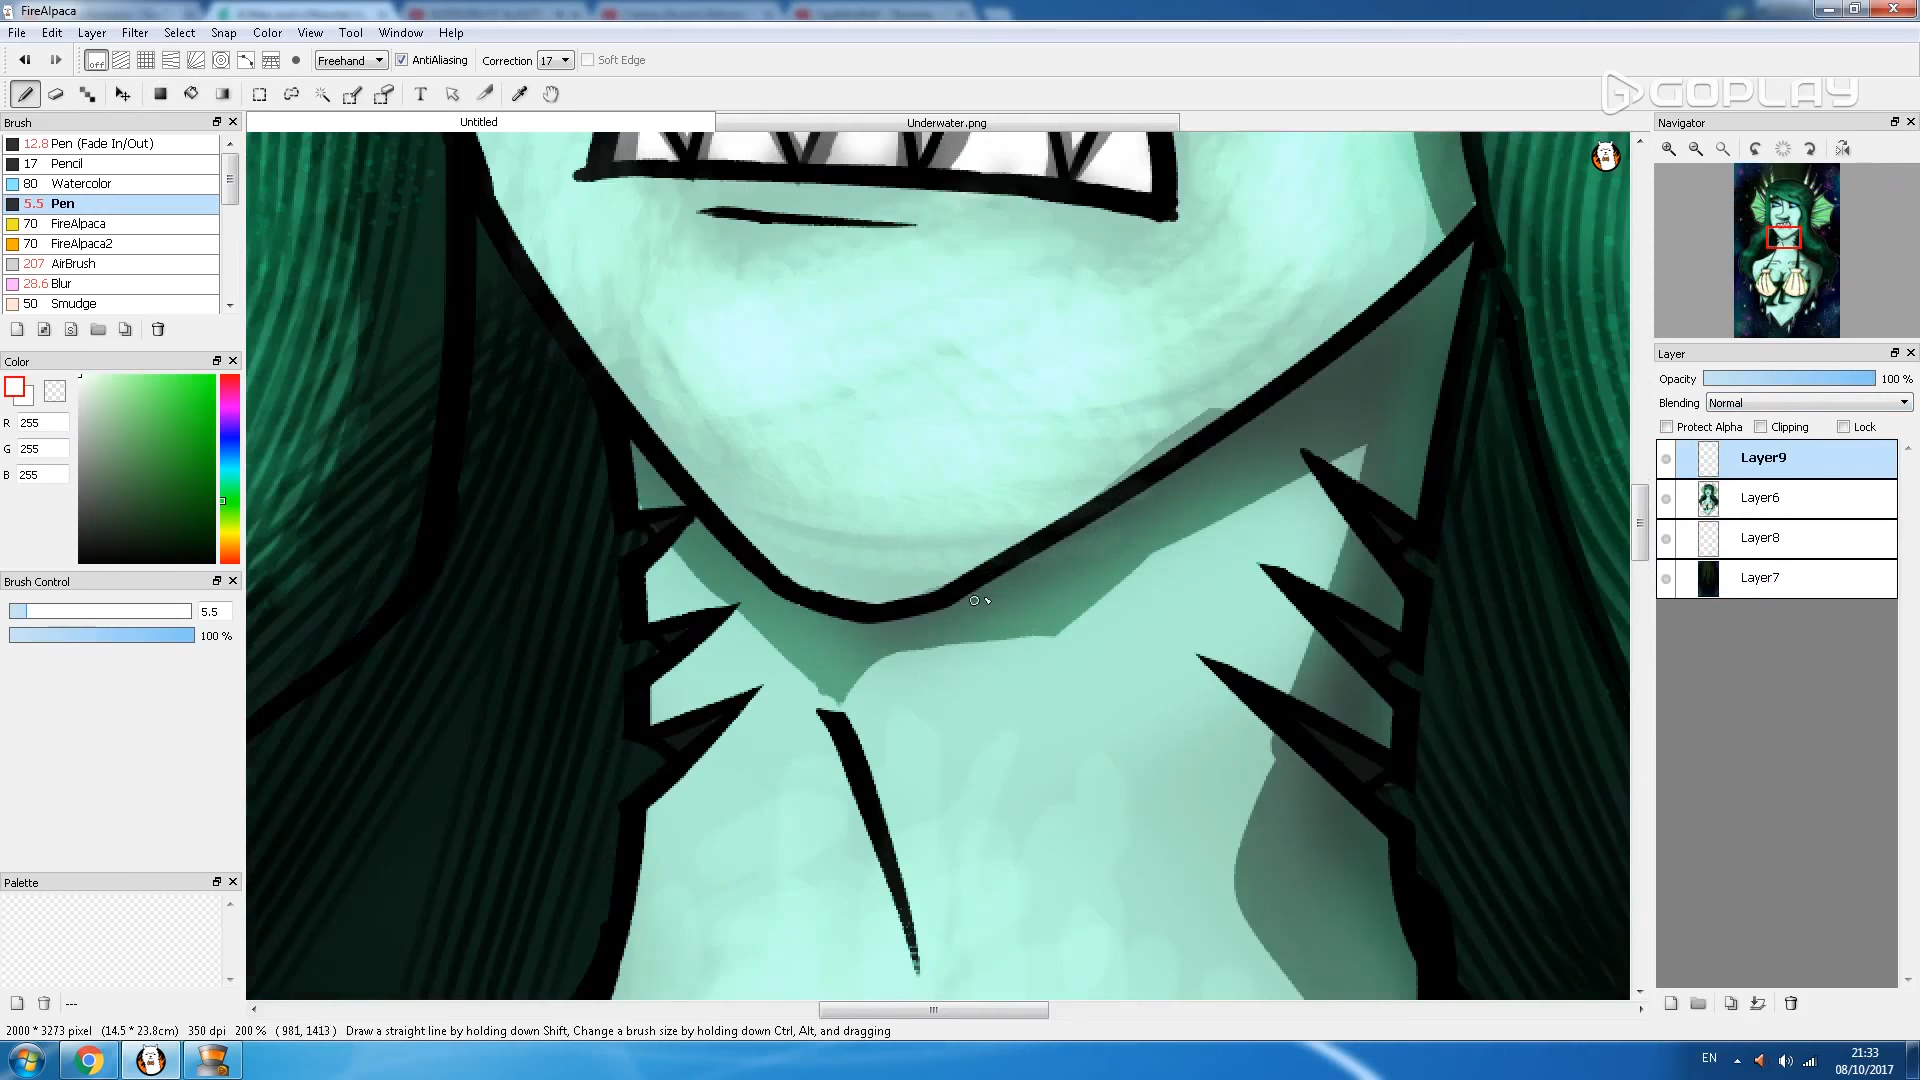 FireAlpaca
File Edit Layer Filter Select Snap Color View Tool Window Help
off Freehand AntiAliasing Correction 17 Soft Edge
T
GOPLAY
Brush
Untitled
Underwater.png
Navigator
12.8 Pen (Fade In/Out)
17 Pencil
80 Watercolor
5.5 Pen
70 FireAlpaca
70 FireAlpaca2
207 AirBrush
28.6 Blur
50 Smudge
Color
R 255
G 255
B 255
Brush Control
5.5
100 %
Palette
---
Layer
Opacity 100 %
Blending Normal
Protect Alpha Clipping Lock
Layer9
Layer6
Layer8
Layer7
2000 * 3273 pixel (14.5 * 23.8cm) 350 dpi 200 % ( 981, 1413 ) Draw a straight line by holding down Shift, Change a brush size by holding down Ctrl, Alt, and dragging
EN
21:33
08/10/2017